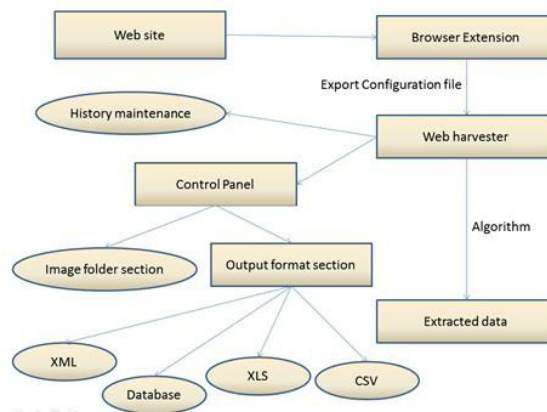 Web site
Browser Extension
Export Configuration file
History maintenance
Web harvester
Control Panel
Algorithm
Image folder section
Output format section
Extracted data
XML
Database
XLS
CSV